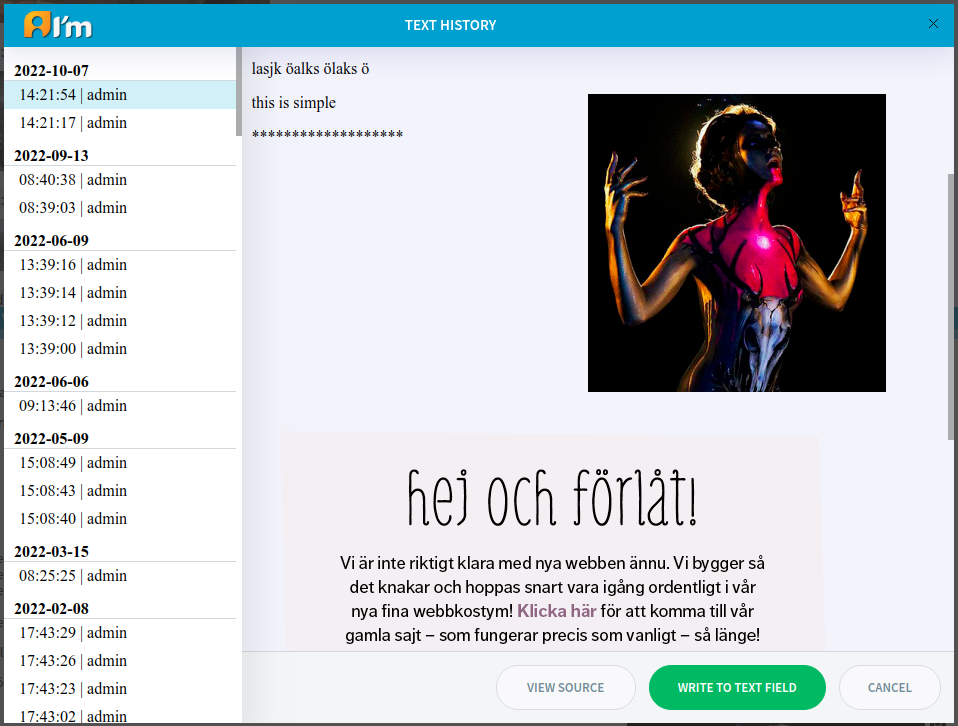 I'm
TEXT HISTORY
×
2022-10-07
14:21:54 | admin
14:21:17 | admin
2022-09-13
08:40:38 | admin
08:39:03 | admin
2022-06-09
13:39:16 | admin
13:39:14 | admin
13:39:12 | admin
13:39:00 | admin
2022-06-06
09:13:46 | admin
2022-05-09
15:08:49 | admin
15:08:43 | admin
15:08:40 | admin
2022-03-15
08:25:25 | admin
2022-02-08
17:43:29 | admin
17:43:26 | admin
17:43:23 | admin
17:43:02 | admin
lasjk öalks ölaks ö
this is simple
*******************
hej och förlåt!
Vi är inte riktigt klara med nya webben ännu. Vi bygger så
det knakar och hoppas snart vara igång ordentligt i vår
nya fina webbkostym! Klicka här för att komma till vår
gamla sajt – som fungerar precis som vanligt – så länge!
VIEW SOURCE
WRITE TO TEXT FIELD
CANCEL